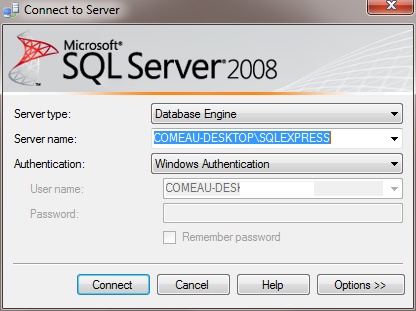 Connect to Server
Microsoft®
SQL Server® 2008
Server type: Database Engine
Server name: COMEAU-DESKTOP\SQLEXPRESS
Authentication: Windows Authentication
User name: COMEAU-DESK
Password:
Remember password
Connect Cancel Help Options >>